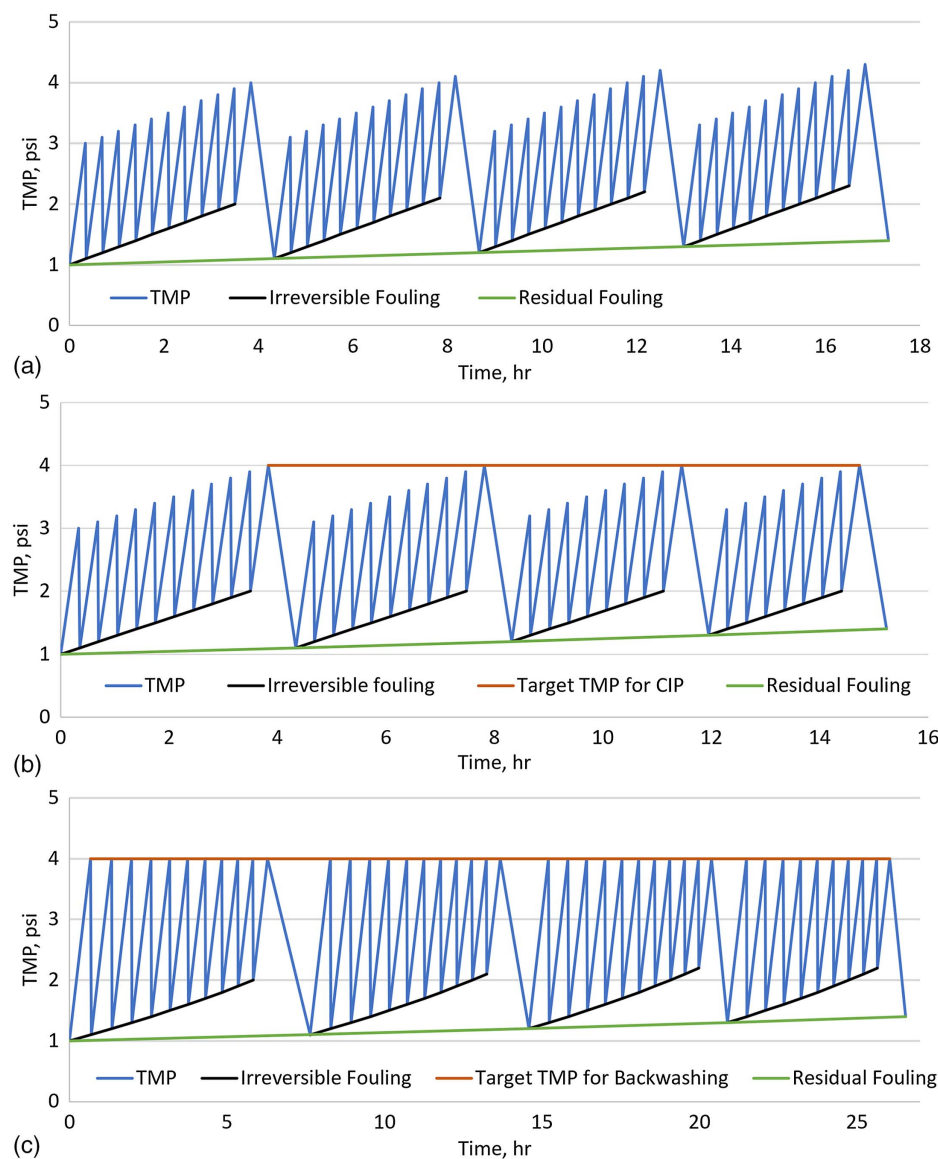 5
4
3
2
1
0
TMP, psi
TMP Irreversible Fouling Residual Fouling
0 2 4 6 8 10 12 14 16 18
Time, hr
(a)
5
4
3
2
1
0
TMP, psi
TMP Irreversible fouling Target TMP for CIP Residual Fouling
0 2 4 6 8 10 12 14 16
Time, hr
(b)
5
4
3
2
1
0
TMP, psi
TMP Irreversible Fouling Target TMP for Backwashing Residual Fouling
0 5 10 15 20 25
Time, hr
(c)